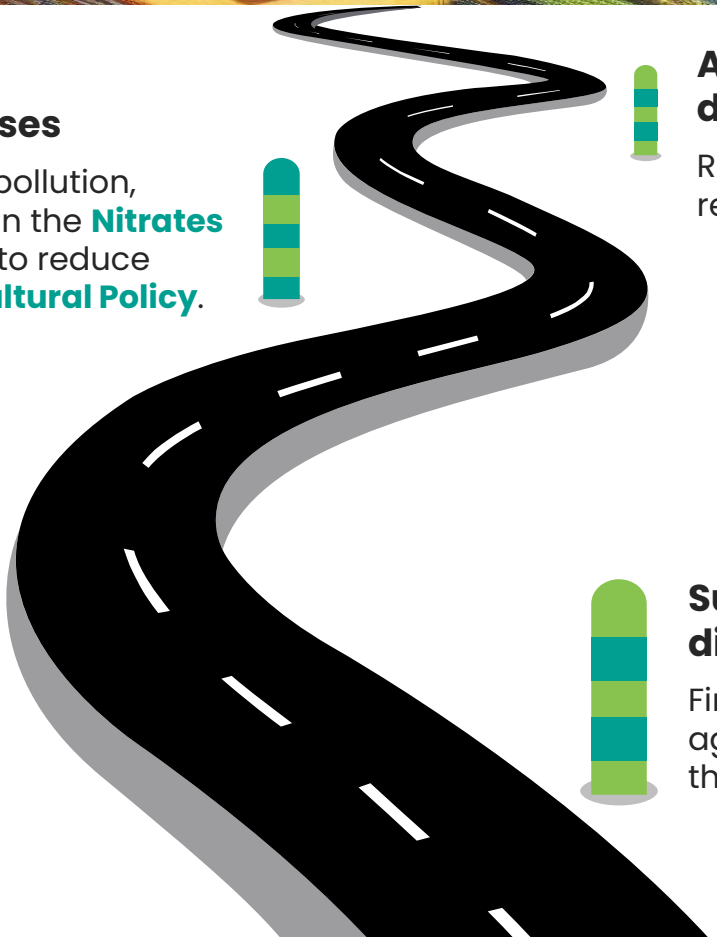 ses
pollution,
n the Nitrates
to reduce
ltural Policy.
A
d
R
re
Su
di
Fir
ag
th